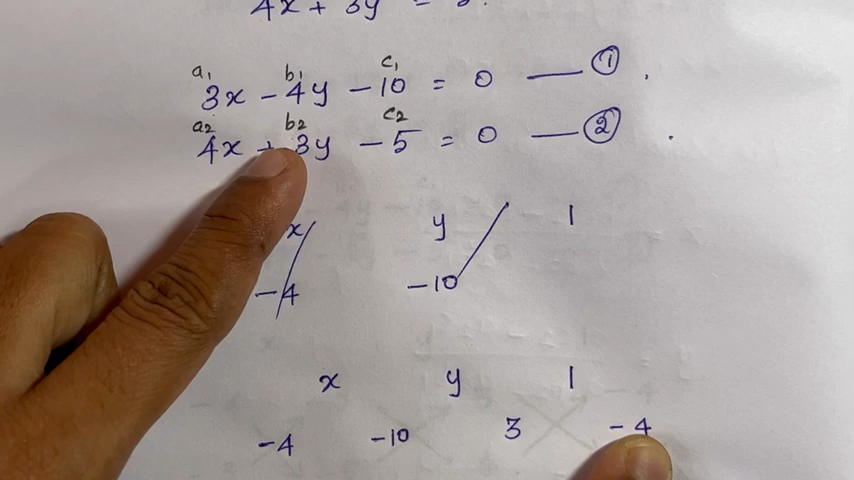 4x + 3y = 5.
a₁ b₁ c₁
3x - 4y - 10 = 0 — ① .
a₂ b₂ c₂
4x + 3y - 5 = 0 — ② .
x y 1
-4 -10
x y 1
-4 -10 3 -4